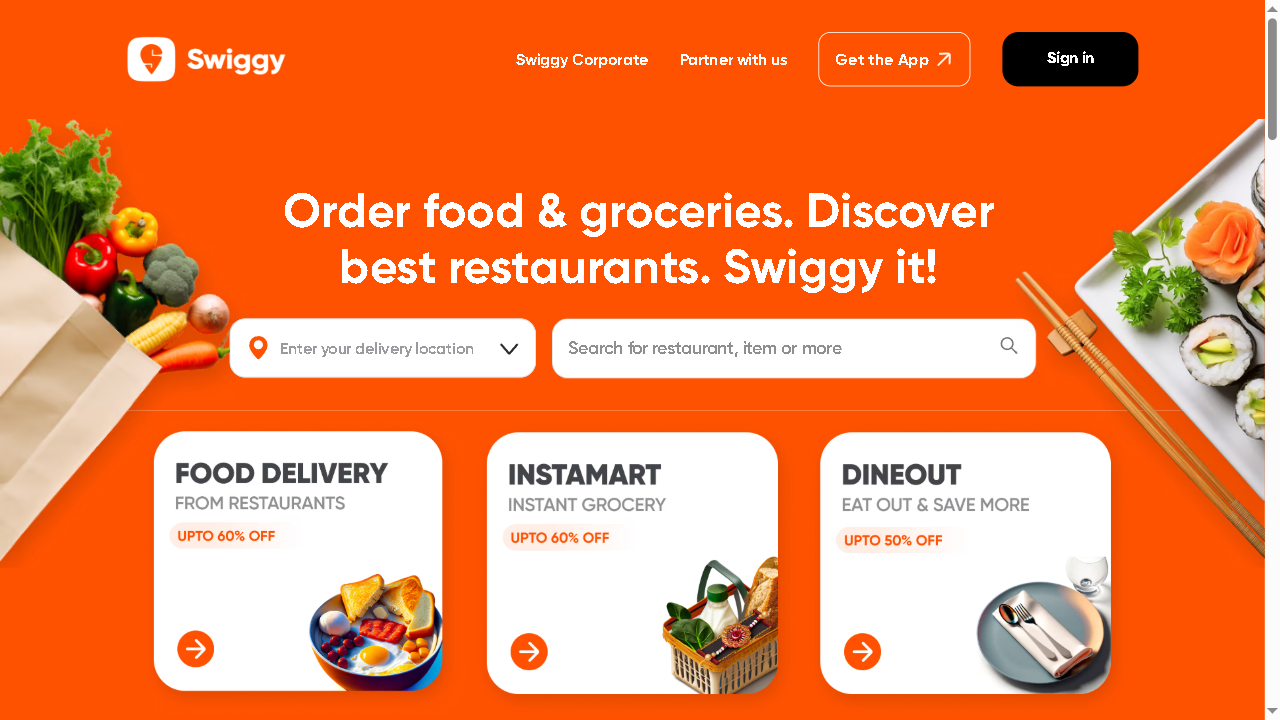 Swiggy
Swiggy Corporate
Partner with us
Get the App
Sign in
Order food & groceries. Discover
best restaurants. Swiggy it!
Enter your delivery location
Search for restaurant, item or more
FOOD DELIVERY
FROM RESTAURANTS
UPTO 60% OFF
INSTAMART
INSTANT GROCERY
UPTO 60% OFF
DINEOUT
EAT OUT & SAVE MORE
UPTO 50% OFF